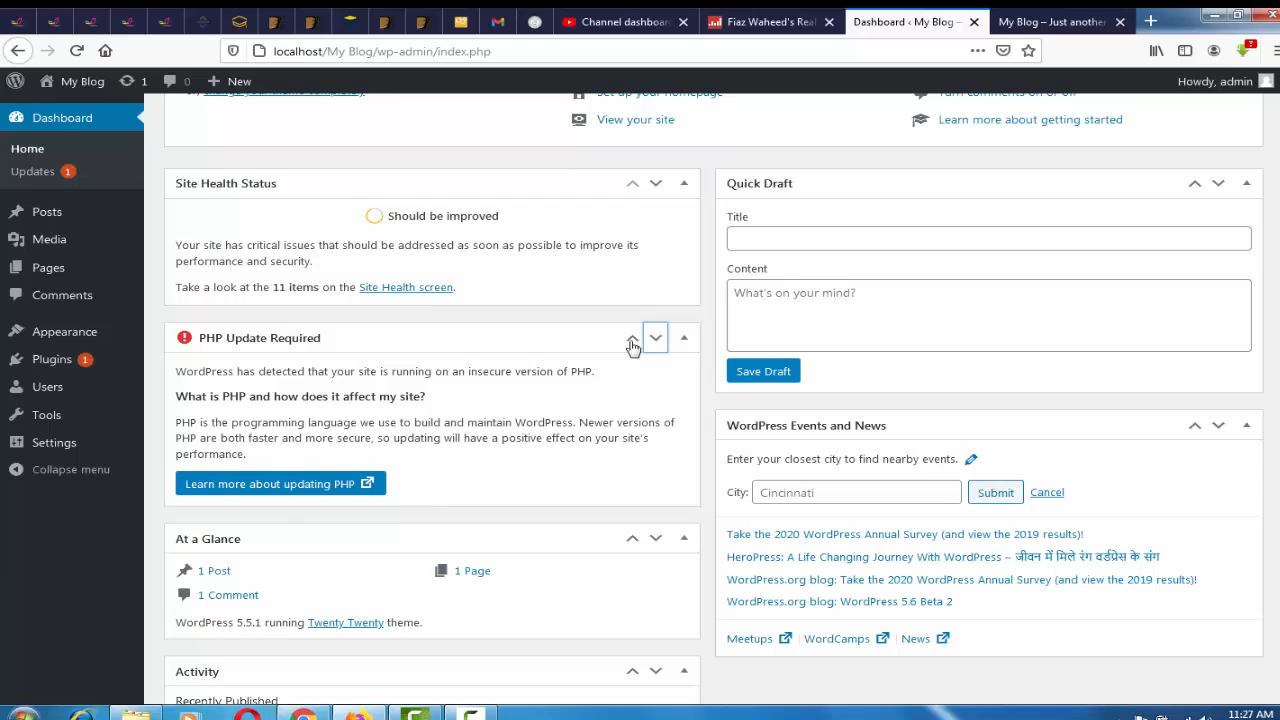 Channel dashboard
Fiaz Waheed's Real
Dashboard ‹ My Blog —
My Blog – Just another
localhost/My Blog/wp-admin/index.php
My Blog 1 0 New
Howdy, admin
Dashboard
Home
Updates 1
Posts
Media
Pages
Comments
Appearance
Plugins 1
Users
Tools
Settings
Collapse menu
View your site
Learn more about getting started
Site Health Status
Should be improved
Your site has critical issues that should be addressed as soon as possible to improve its
performance and security.
Take a look at the 11 items on the Site Health screen.
PHP Update Required
WordPress has detected that your site is running on an insecure version of PHP.
What is PHP and how does it affect my site?
PHP is the programming language we use to build and maintain WordPress. Newer versions of
PHP are both faster and more secure, so updating will have a positive effect on your site's
performance.
Learn more about updating PHP
At a Glance
1 Post
1 Page
1 Comment
WordPress 5.5.1 running Twenty Twenty theme.
Activity
Recently Published
Quick Draft
Title
Content
What's on your mind?
Save Draft
WordPress Events and News
Enter your closest city to find nearby events.
City: Cincinnati Submit Cancel
Take the 2020 WordPress Annual Survey (and view the 2019 results)!
HeroPress: A Life Changing Journey With WordPress – जीवन में मिले रंग वर्डप्रेस के संग
WordPress.org blog: Take the 2020 WordPress Annual Survey (and view the 2019 results)!
WordPress.org blog: WordPress 5.6 Beta 2
Meetups WordCamps News
11:27 AM